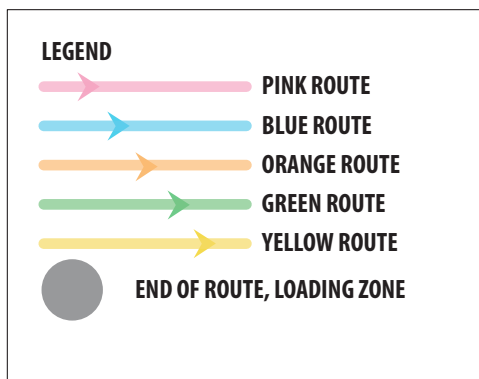 LEGEND
PINK ROUTE
BLUE ROUTE
ORANGE ROUTE
GREEN ROUTE
YELLOW ROUTE
END OF ROUTE, LOADING ZONE